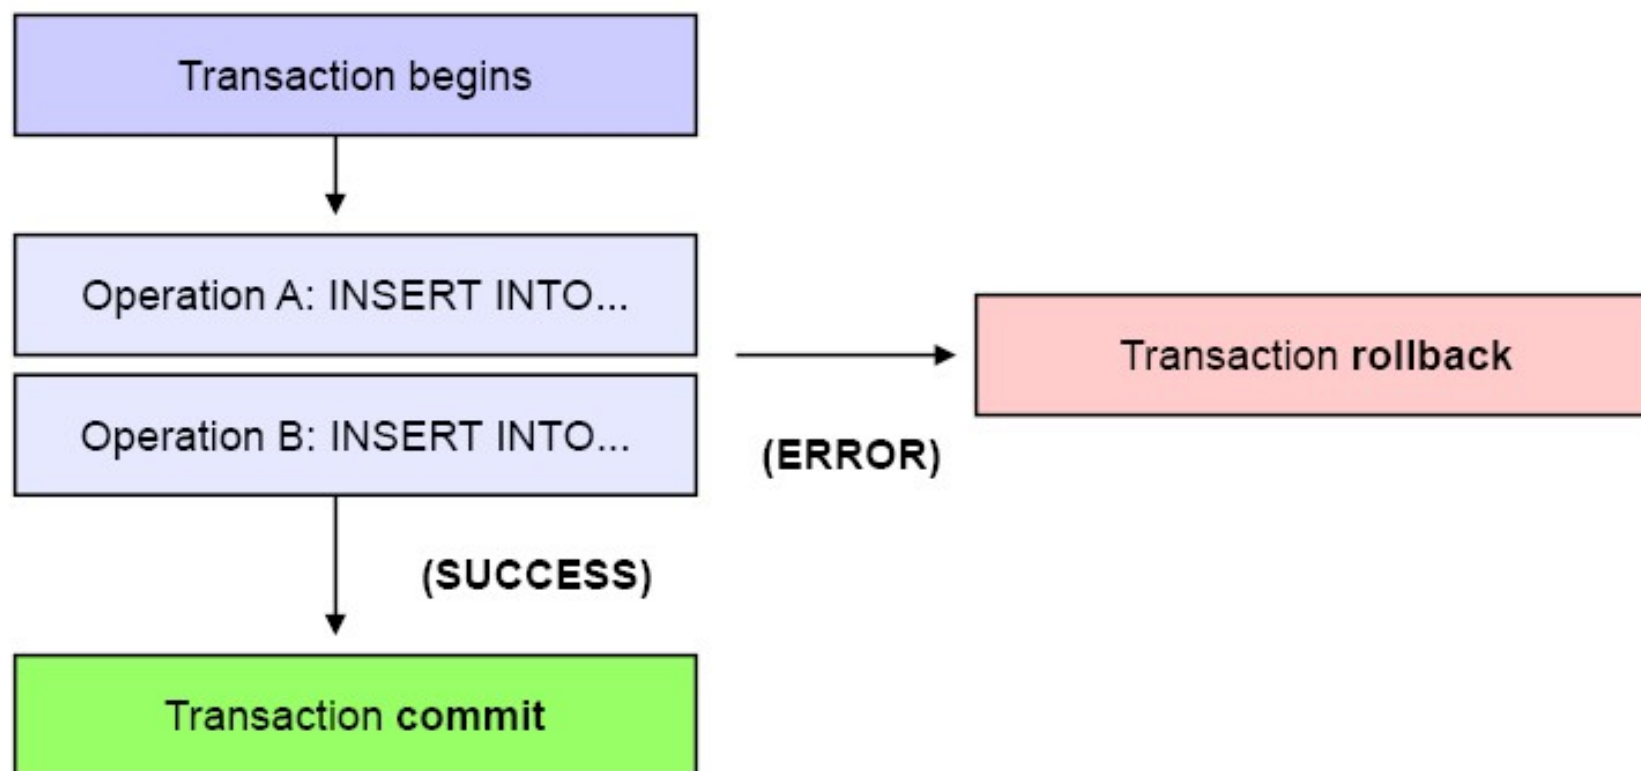 Transaction begins
Operation A: INSERT INTO...
Transaction rollback
Operation B: INSERT INTO...
(ERROR)
(SUCCESS)
Transaction commit